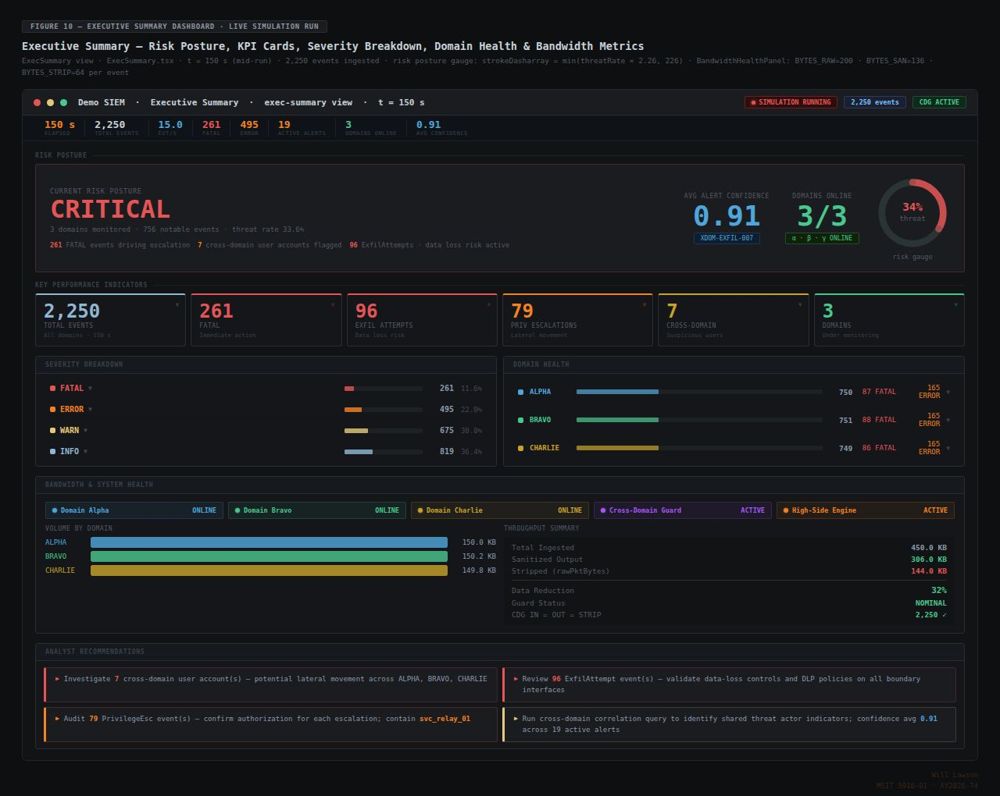 FIGURE 10 — EXECUTIVE SUMMARY DASHBOARD · LIVE SIMULATION RUN
Executive Summary — Risk Posture, KPI Cards, Severity Breakdown, Domain Health & Bandwidth Metrics
ExecSummary view · ExecSummary.tsx · t = 150 s (mid-run) · 2,250 events ingested · risk posture gauge: strokeDasharray = min(threatRate × 2.26, 226) · BandwidthHealthPanel: BYTES_RAW=200 · BYTES_SAN=136 ·
BYTES_STRIP=64 per event
Demo SIEM · Executive Summary · exec-summary view · t = 150 s
SIMULATION RUNNING
2,250 events
CDG ACTIVE
150 s
ELAPSED
2,250
TOTAL EVENTS
15.0
EVT/S
261
FATAL
495
ERROR
19
ACTIVE ALERTS
3
DOMAINS ONLINE
0.91
AVG CONFIDENCE
RISK POSTURE
CURRENT RISK POSTURE
CRITICAL
3 domains monitored · 756 notable events · threat rate 33.6%
261 FATAL events driving escalation 7 cross-domain user accounts flagged 96 ExfilAttempts · data loss risk active
AVG ALERT CONFIDENCE
0.91
XDOM-EXFIL-007
DOMAINS ONLINE
3/3
α · β · γ ONLINE
34%
threat
risk gauge
KEY PERFORMANCE INDICATORS
2,250 ▼
TOTAL EVENTS
All domains · 150 s
261 ▼
FATAL
Immediate action
96 ▼
EXFIL ATTEMPTS
Data loss risk
79 ▼
PRIV ESCALATIONS
Lateral movement
7 ▼
CROSS-DOMAIN
Suspicious users
3 ▼
DOMAINS
Under monitoring
SEVERITY BREAKDOWN
FATAL ▼ 261 11.6%
ERROR ▼ 495 22.0%
WARN ▼ 675 30.0%
INFO ▼ 819 36.4%
DOMAIN HEALTH
ALPHA 750 87 FATAL 165 ERROR ▼
BRAVO 751 88 FATAL 165 ERROR ▼
CHARLIE 749 86 FATAL 165 ERROR ▼
BANDWIDTH & SYSTEM HEALTH
Domain Alpha ONLINE
Domain Bravo ONLINE
Domain Charlie ONLINE
Cross-Domain Guard ACTIVE
High-Side Engine ACTIVE
VOLUME BY DOMAIN
ALPHA 150.0 KB
BRAVO 150.2 KB
CHARLIE 149.8 KB
THROUGHPUT SUMMARY
Total Ingested 450.0 KB
Sanitized Output 306.0 KB
Stripped (rawPktBytes) 144.0 KB
Data Reduction 32%
Guard Status NOMINAL
CDG IN = OUT = STRIP 2,250 ✓
ANALYST RECOMMENDATIONS
▶ Investigate 7 cross-domain user account(s) — potential lateral movement across ALPHA, BRAVO, CHARLIE
▶ Review 96 ExfilAttempt event(s) — validate data-loss controls and DLP policies on all boundary
interfaces
▶ Audit 79 PrivilegeEsc event(s) — confirm authorization for each escalation; contain svc_relay_01
▶ Run cross-domain correlation query to identify shared threat actor indicators; confidence avg 0.91
across 19 active alerts
Will Lawson
MSIT 5910-01 · AY2026-T4